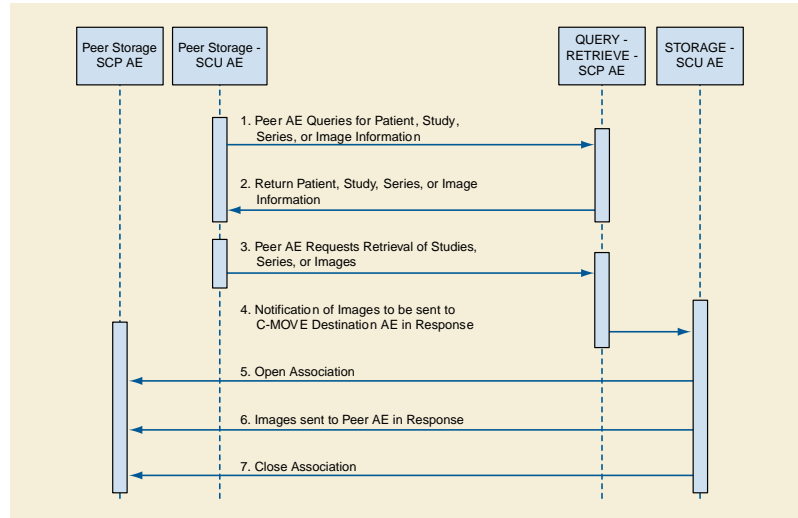 Peer Storage
SCP AE
Peer Storage -
SCU AE
QUERY -
RETRIEVE -
SCP AE
STORAGE -
SCU AE
1. Peer AE Queries for Patient, Study,
Series, or Image Information
2. Return Patient, Study, Series, or Image
Information
3. Peer AE Requests Retrieval of Studies,
Series, or Images
4. Notification of Images to be sent to
C-MOVE Destination AE in Response
5. Open Association
6. Images sent to Peer AE in Response
7. Close Association